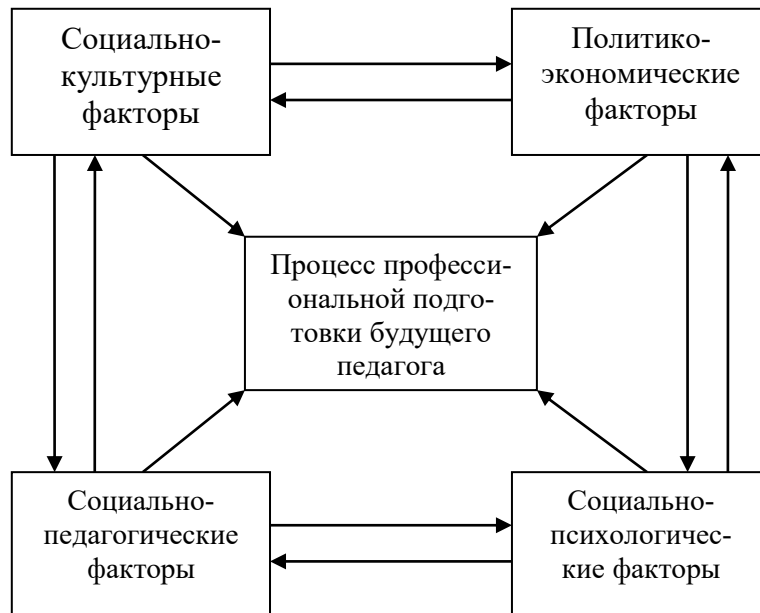 Социально-
культурные
факторы
Политико-
экономические
факторы
Процесс професси-
ональной подго-
товки будущего
педагога
Социально-
педагогические
факторы
Социально-
психологичес-
кие факторы